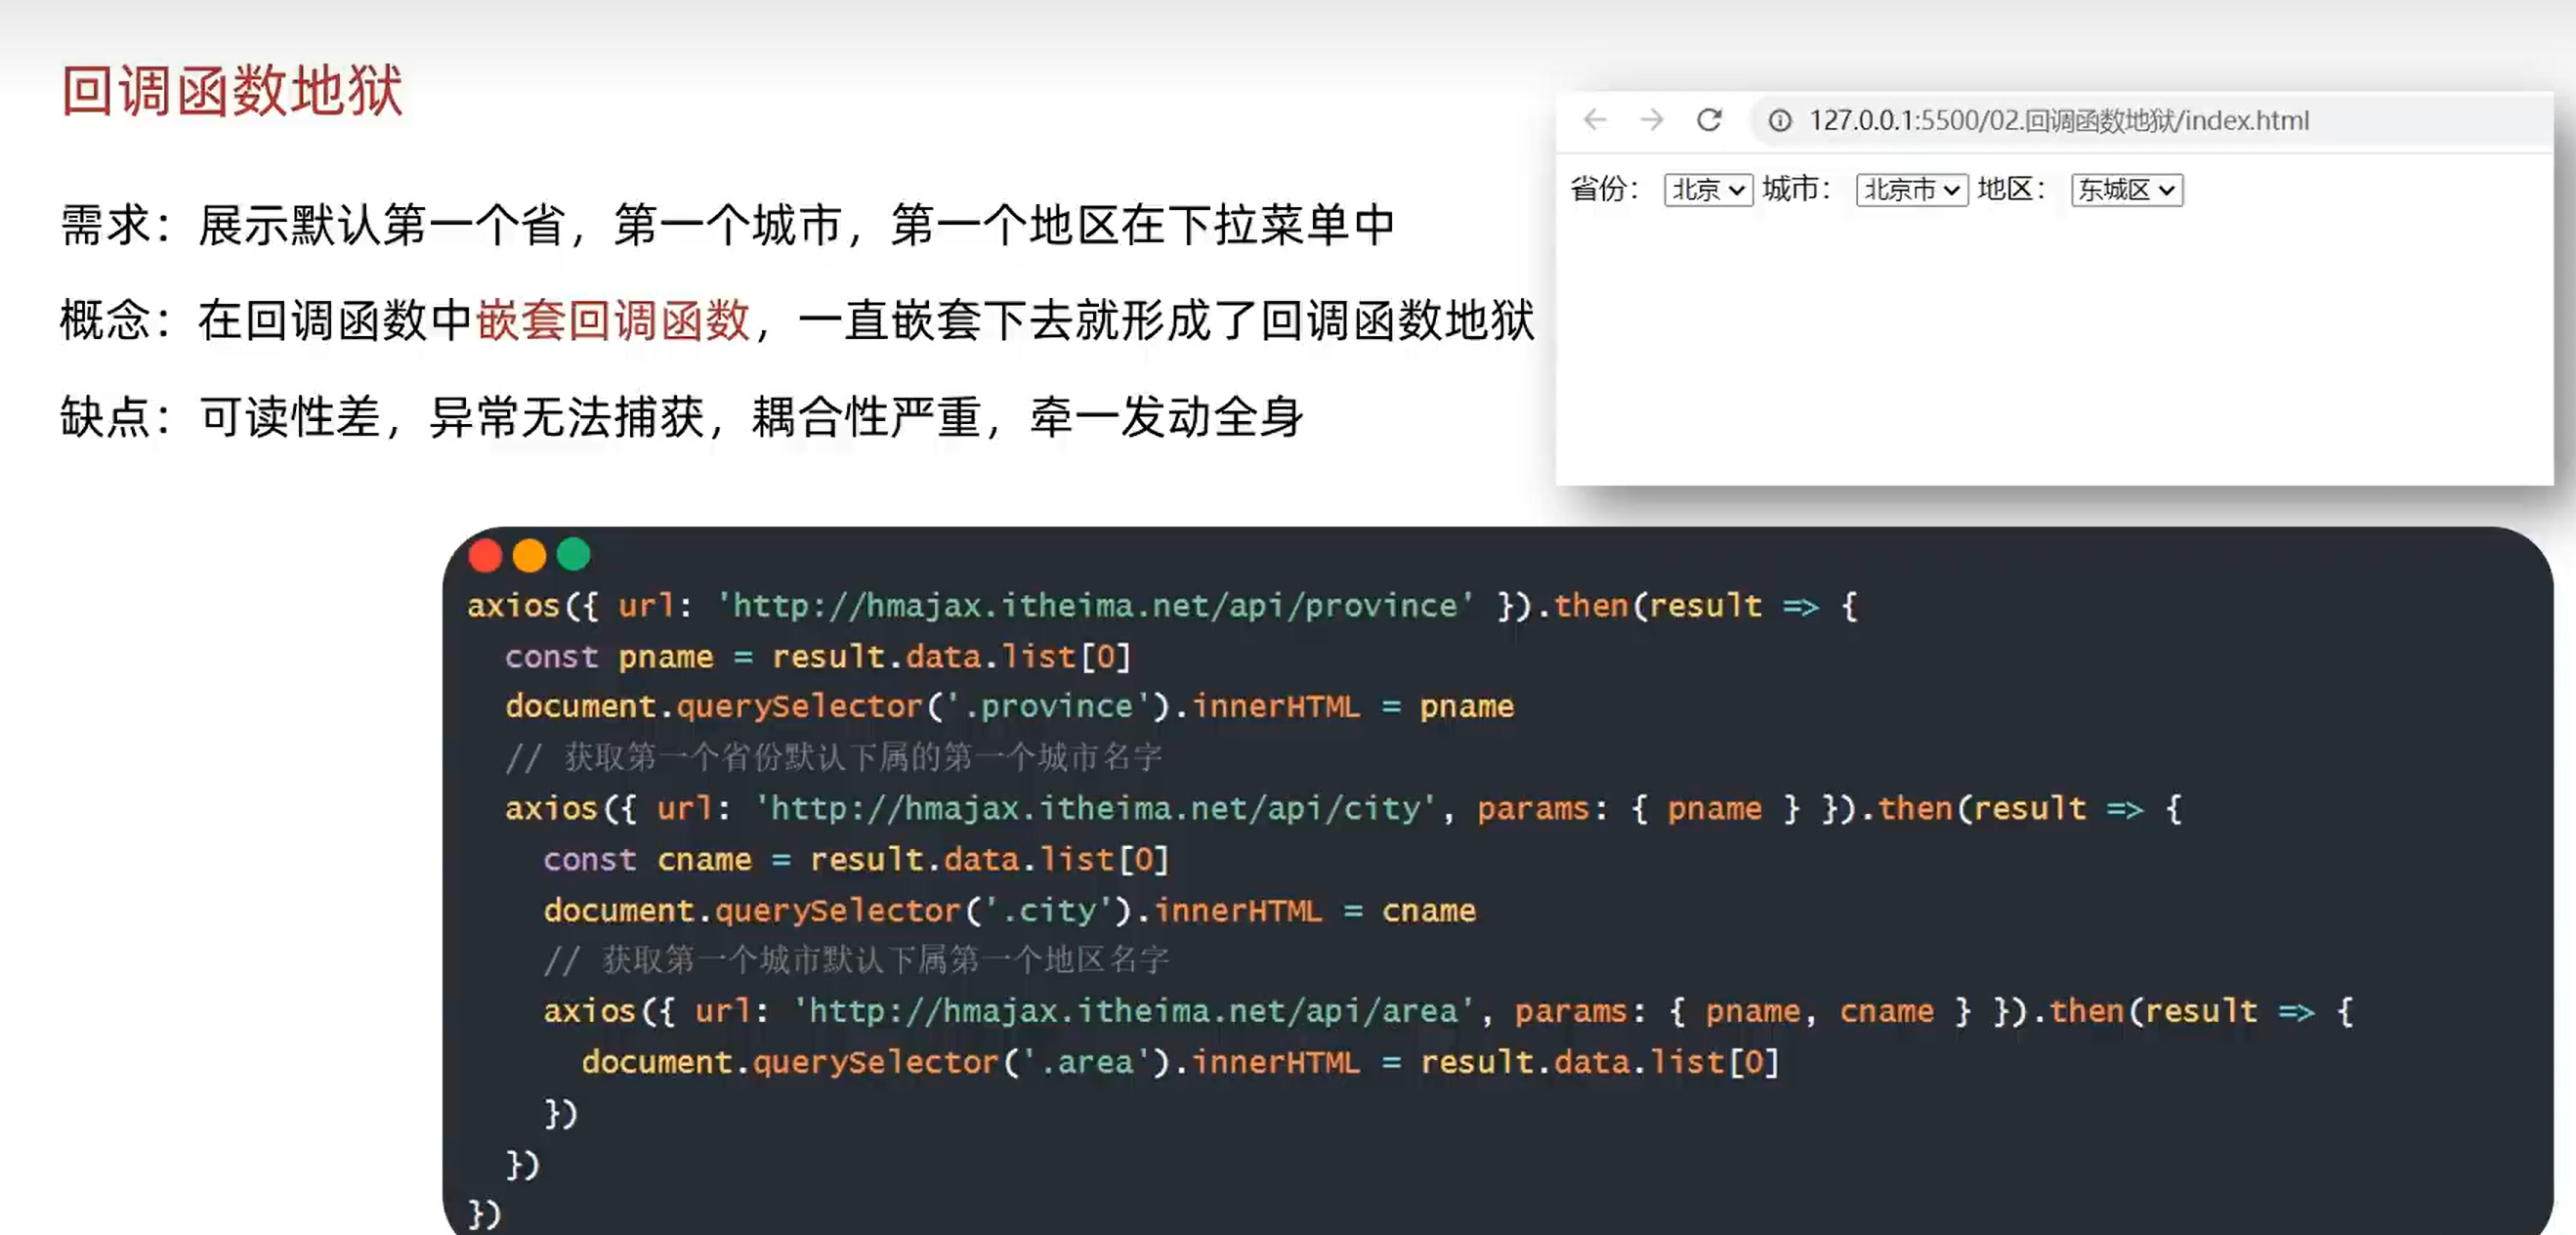 回调函数地狱
需求：展示默认第一个省，第一个城市，第一个地区在下拉菜单中
概念：在回调函数中嵌套回调函数，一直嵌套下去就形成了回调函数地狱
缺点：可读性差，异常无法捕获，耦合性严重，牵一发动全身
127.0.0.1:5500/02.回调函数地狱/index.html
省份： 北京 城市： 北京市 地区： 东城区
axios({ url: 'http://hmajax.itheima.net/api/province' }).then(result => {
  const pname = result.data.list[0]
  document.querySelector('.province').innerHTML = pname
  // 获取第一个省份默认下属的第一个城市名字
  axios({ url: 'http://hmajax.itheima.net/api/city', params: { pname } }).then(result => {
    const cname = result.data.list[0]
    document.querySelector('.city').innerHTML = cname
    // 获取第一个城市默认下属第一个地区名字
    axios({ url: 'http://hmajax.itheima.net/api/area', params: { pname, cname } }).then(result => {
      document.querySelector('.area').innerHTML = result.data.list[0]
    })
  })
})